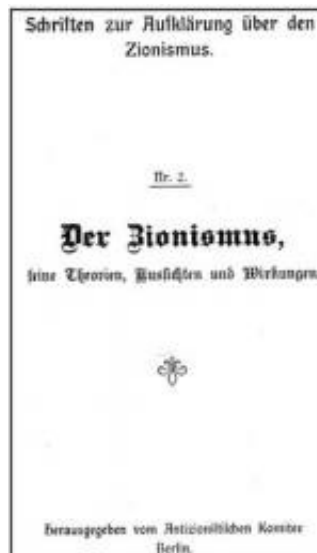 Schriften zur Aufklärung über den
Zionismus.
Nr. 2.
Der Zionismus,
seine Theorien, Aussichten und Wirkungen
Herausgegeben vom Antizionistischen Komitee
Berlin.